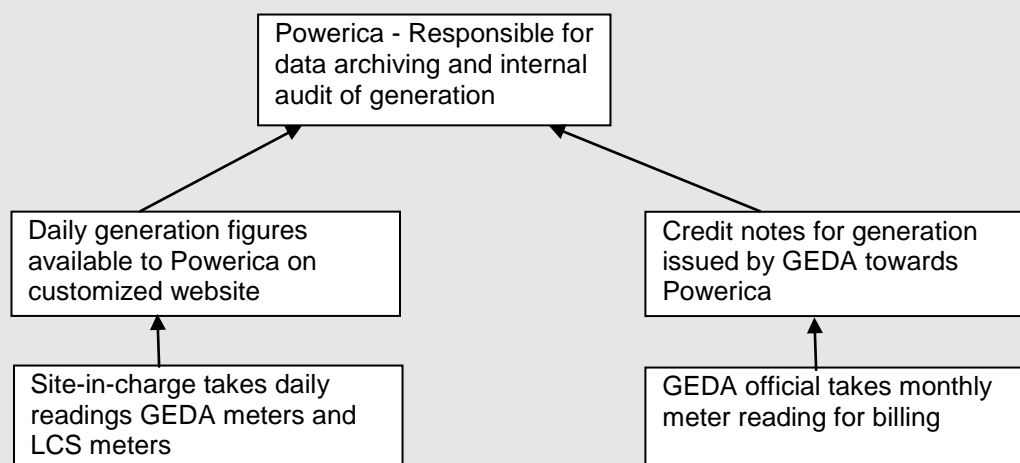 Powerica - Responsible for
data archiving and internal
audit of generation
Daily generation figures
available to Powerica on
customized website
Credit notes for generation
issued by GEDA towards
Powerica
Site-in-charge takes daily
readings GEDA meters and
LCS meters
GEDA official takes monthly
meter reading for billing